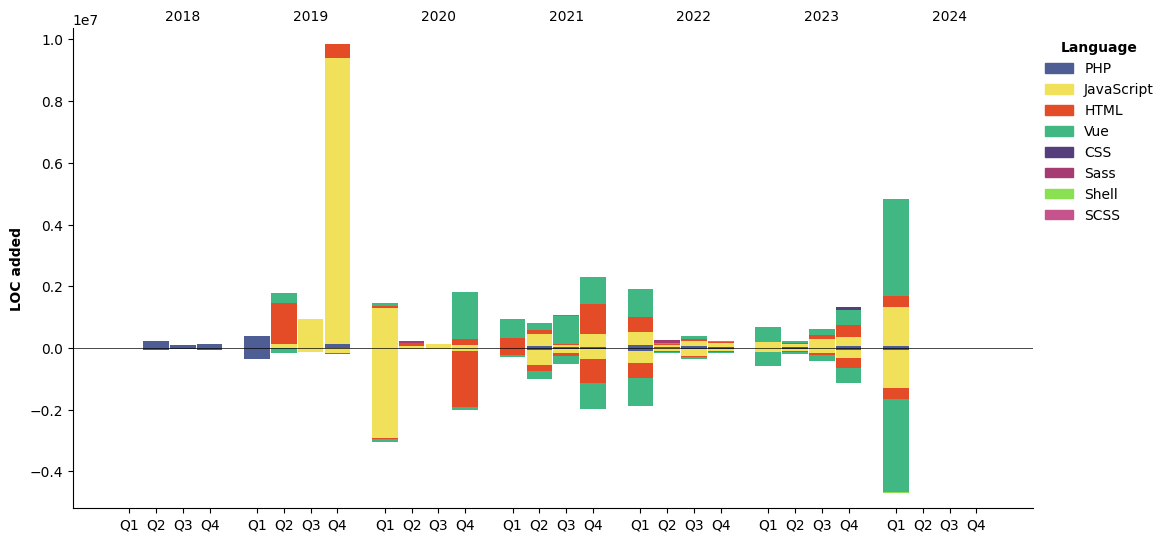 1e7
2018 2019 2020 2021 2022 2023 2024
1.0
0.8
0.6
0.4
0.2
0.0
−0.2
−0.4
LOC added
Q1 Q2 Q3 Q4 Q1 Q2 Q3 Q4 Q1 Q2 Q3 Q4 Q1 Q2 Q3 Q4 Q1 Q2 Q3 Q4 Q1 Q2 Q3 Q4 Q1 Q2 Q3 Q4
Language
PHP
JavaScript
HTML
Vue
CSS
Sass
Shell
SCSS